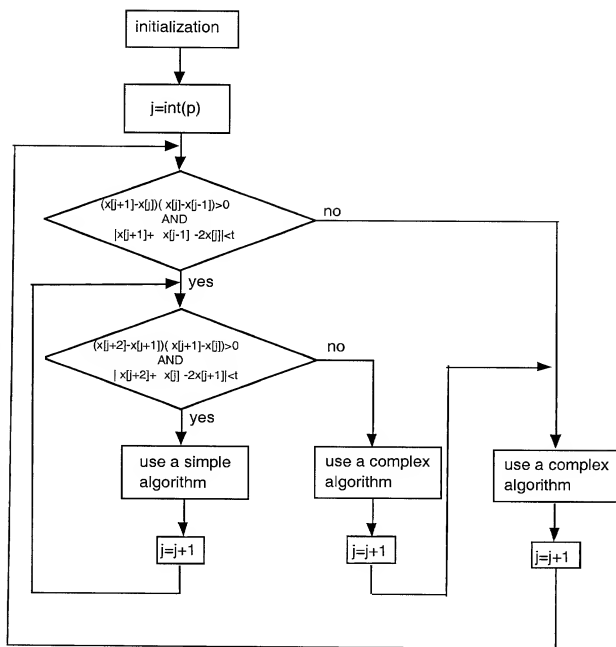 initialization
j=int(p)
(x[j+1]-x[j])( x[j]-x[j-1])>0
AND
|x[j+1]+ x[j-1] -2x[j]|<t
no
yes
(x[j+2]-x[j+1])( x[j+1]-x[j])>0
AND
| x[j+2]+ x[j] -2x[j+1]|<t
no
yes
use a simple
algorithm
use a complex
algorithm
use a complex
algorithm
j=j+1
j=j+1
j=j+1